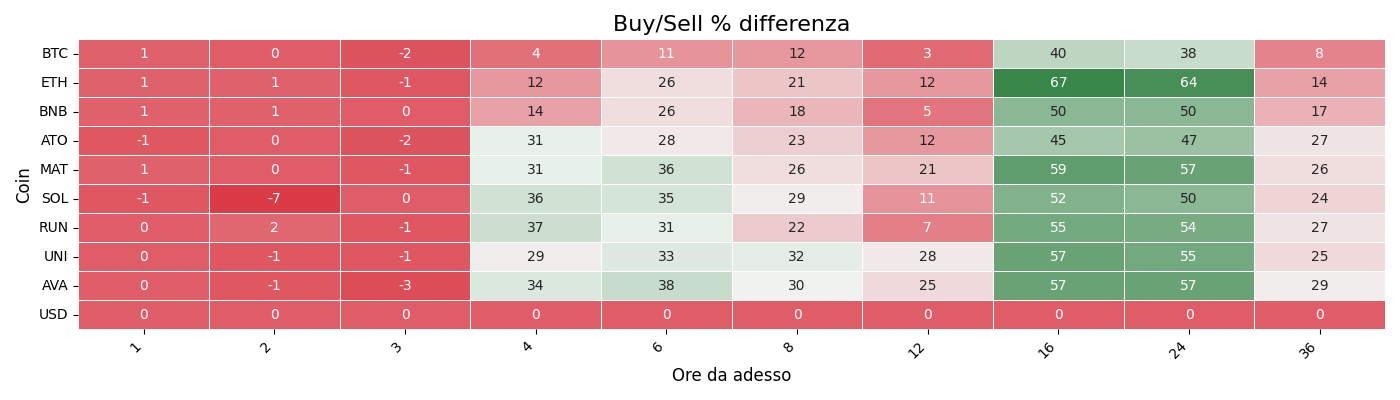 Buy/Sell % differenza
Coin
BTC 1 0 -2 4 11 12 3 40 38 8
ETH 1 1 -1 12 26 21 12 67 64 14
BNB 1 1 0 14 26 18 5 50 50 17
ATO -1 0 -2 31 28 23 12 45 47 27
MAT 1 0 -1 31 36 26 21 59 57 26
SOL -1 -7 0 36 35 29 11 52 50 24
RUN 0 2 -1 37 31 22 7 55 54 27
UNI 0 -1 -1 29 33 32 28 57 55 25
AVA 0 -1 -3 34 38 30 25 57 57 29
USD 0 0 0 0 0 0 0 0 0 0
1 2 3 4 6 8 12 16 24 36
Ore da adesso